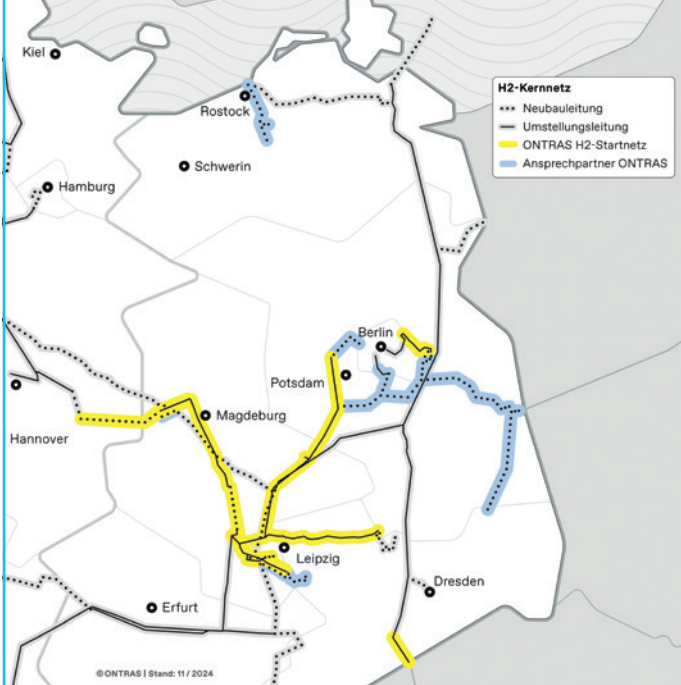 Kiel
Rostock
H2-Kernnetz
Neubauleitung
Umstellungsleitung
ONTRAS H2-Startnetz
Ansprechpartner ONTRAS
Schwerin
Hamburg
Berlin
Potsdam
Magdeburg
Hannover
Leipzig
Dresden
Erfurt
©ONTRAS | Stand: 11 / 2024